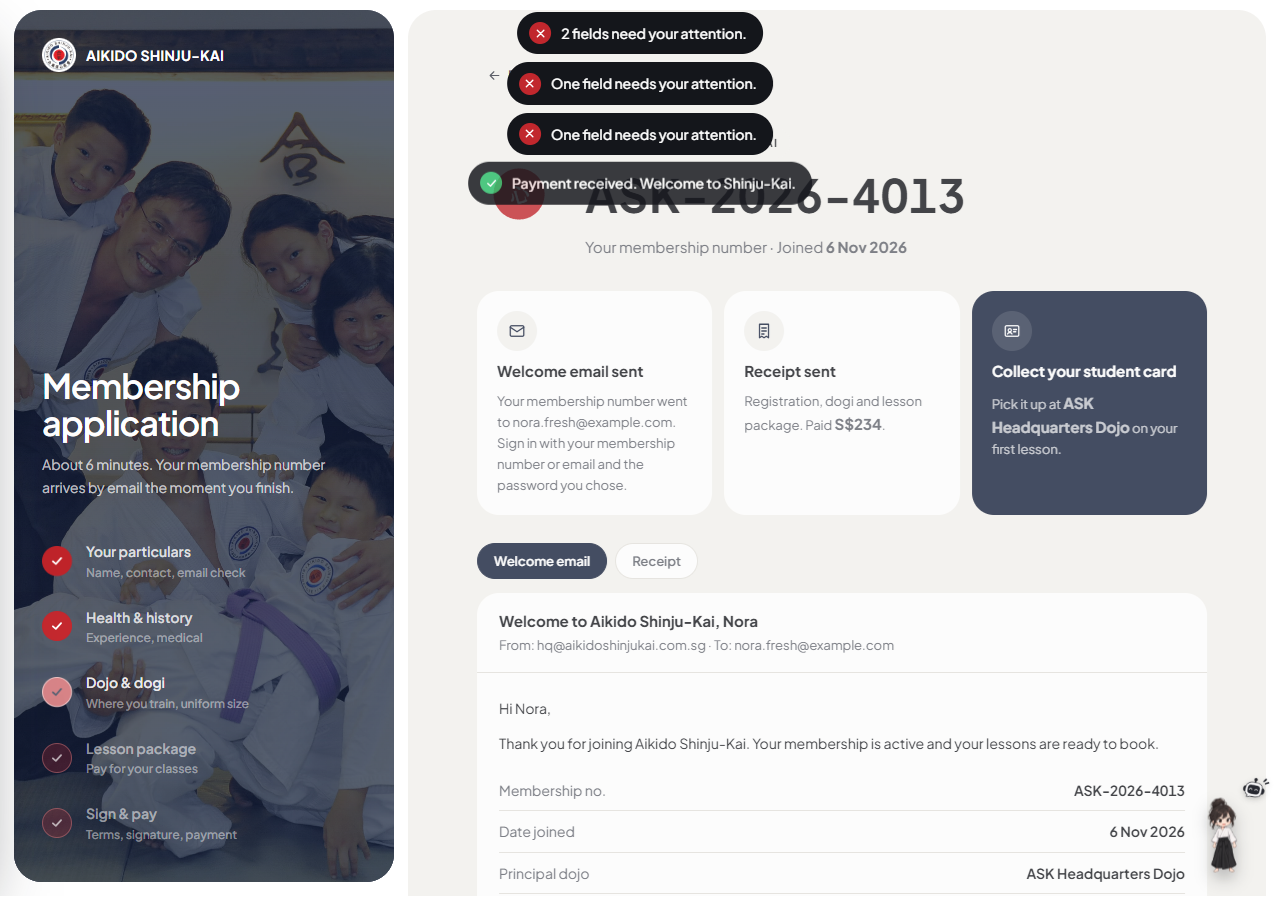 AIKIDO SHINJU-KAI
Membership
application
About 6 minutes. Your membership number
arrives by email the moment you finish.
Your particulars
Name, contact, email check
Health & history
Experience, medical
Dojo & dogi
Where you train, uniform size
Lesson package
Pay for your classes
Sign & pay
Terms, signature, payment
合
2 fields need your attention.
One field needs your attention.
One field needs your attention.
Payment received. Welcome to Shinju-Kai.
ASK-2026-4013
Your membership number · Joined 6 Nov 2026
Welcome email sent
Your membership number went
to nora.fresh@example.com.
Sign in with your membership
number or email and the
password you chose.
Receipt sent
Registration, dogi and lesson
package. Paid S$234.
Collect your student card
Pick it up at ASK
Headquarters Dojo on your
first lesson.
Welcome email
Receipt
Welcome to Aikido Shinju-Kai, Nora
From: hq@aikidoshinjukai.com.sg · To: nora.fresh@example.com
Hi Nora,
Thank you for joining Aikido Shinju-Kai. Your membership is active and your lessons are ready to book.
Membership no. ASK-2026-4013
Date joined 6 Nov 2026
Principal dojo ASK Headquarters Dojo